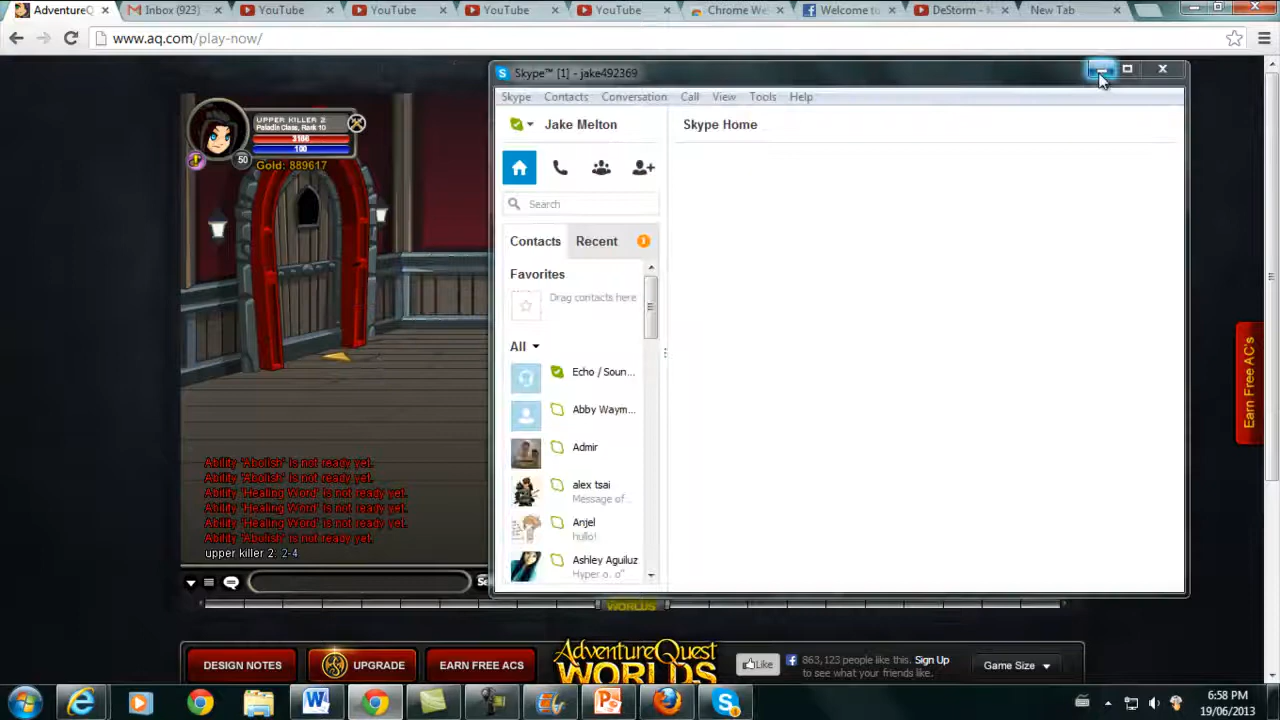 AdventureQ
Inbox (923)
YouTube
YouTube
YouTube
YouTube
Chrome We
Welcome to
DeStorm - K
New Tab
www.aq.com/play-now/
Skype™ [1] - jake492369
Skype Contacts Conversation Call View Tools Help
Jake Melton
Skype Home
Search
Contacts
Recent
Favorites
Drag contacts here
All
Echo / Soun...
Abby Waym...
Admir
alex tsai
Message of...
Anjel
hullo!
Ashley Aguiluz
UPPER KILLER 2
Paladin Class, Rank 10
3166
100
50
Gold: 889617
Ability 'Abolish' is not ready yet.
Ability 'Abolish' is not ready yet.
Ability 'Healing Word' is not ready yet.
Ability 'Healing Word' is not ready yet.
Ability 'Healing Word' is not ready yet.
Ability 'Abolish' is not ready yet.
upper killer 2: 2-4
Se
Earn Free AC's
WORLDS
DESIGN NOTES
UPGRADE
EARN FREE ACS
AdventureQuest
WORLDS
Like
863,123 people like this. Sign Up
to see what your friends like.
Game Size
6:58 PM
19/06/2013